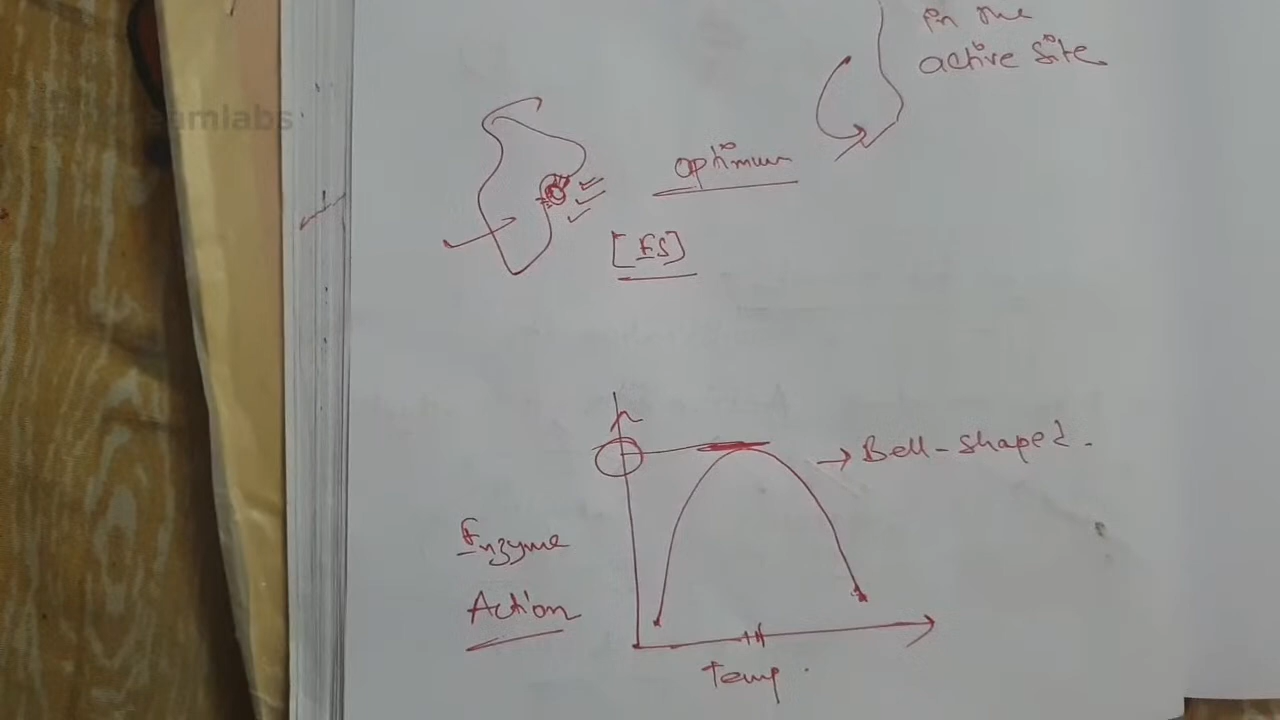 in the
active site
optimum
[ES]
→ Bell-shaped.
Enzyme
Action
Temp.